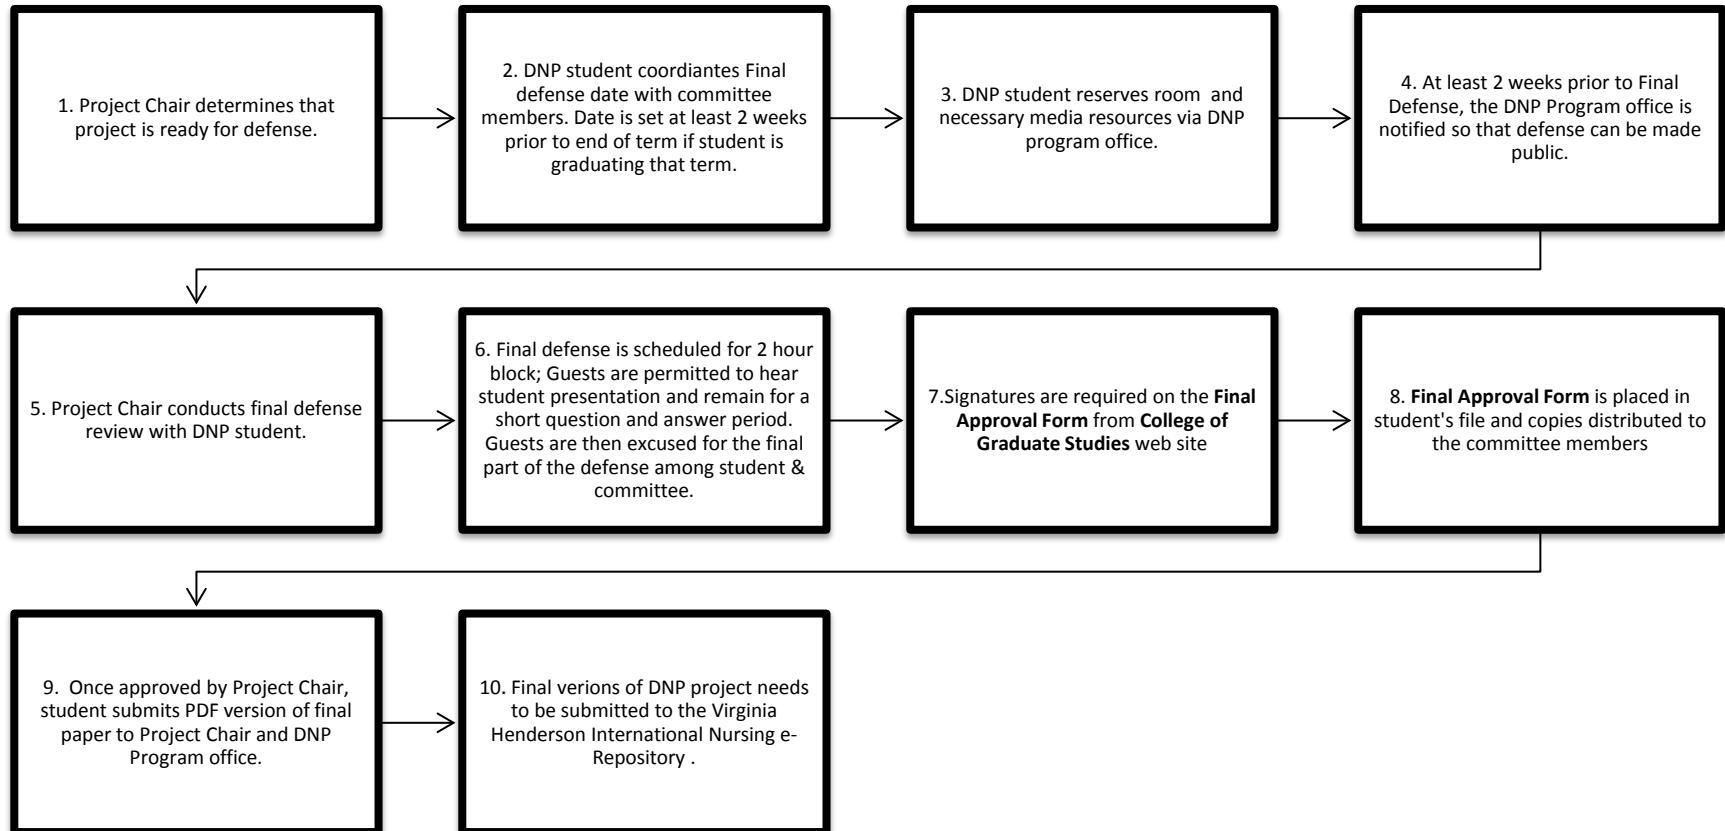 1. Project Chair determines that
project is ready for defense.
2. DNP student coordiantes Final
defense date with committee
members. Date is set at least 2 weeks
prior to end of term if student is
graduating that term.
3. DNP student reserves room  and
necessary media resources via DNP
program office.
4. At least 2 weeks prior to Final
Defense, the DNP Program office is
notified so that defense can be made
public.
5. Project Chair conducts final defense
review with DNP student.
6. Final defense is scheduled for 2 hour
block; Guests are permitted to hear
student presentation and remain for a
short question and answer period.
Guests are then excused for the final
part of the defense among student &
committee.
7.Signatures are required on the Final
Approval Form from College of
Graduate Studies web site
8. Final Approval Form is placed in
student's file and copies distributed to
the committee members
9.  Once approved by Project Chair,
student submits PDF version of final
paper to Project Chair and DNP
Program office.
10. Final verions of DNP project needs
to be submitted to the Virginia
Henderson International Nursing e-
Repository .